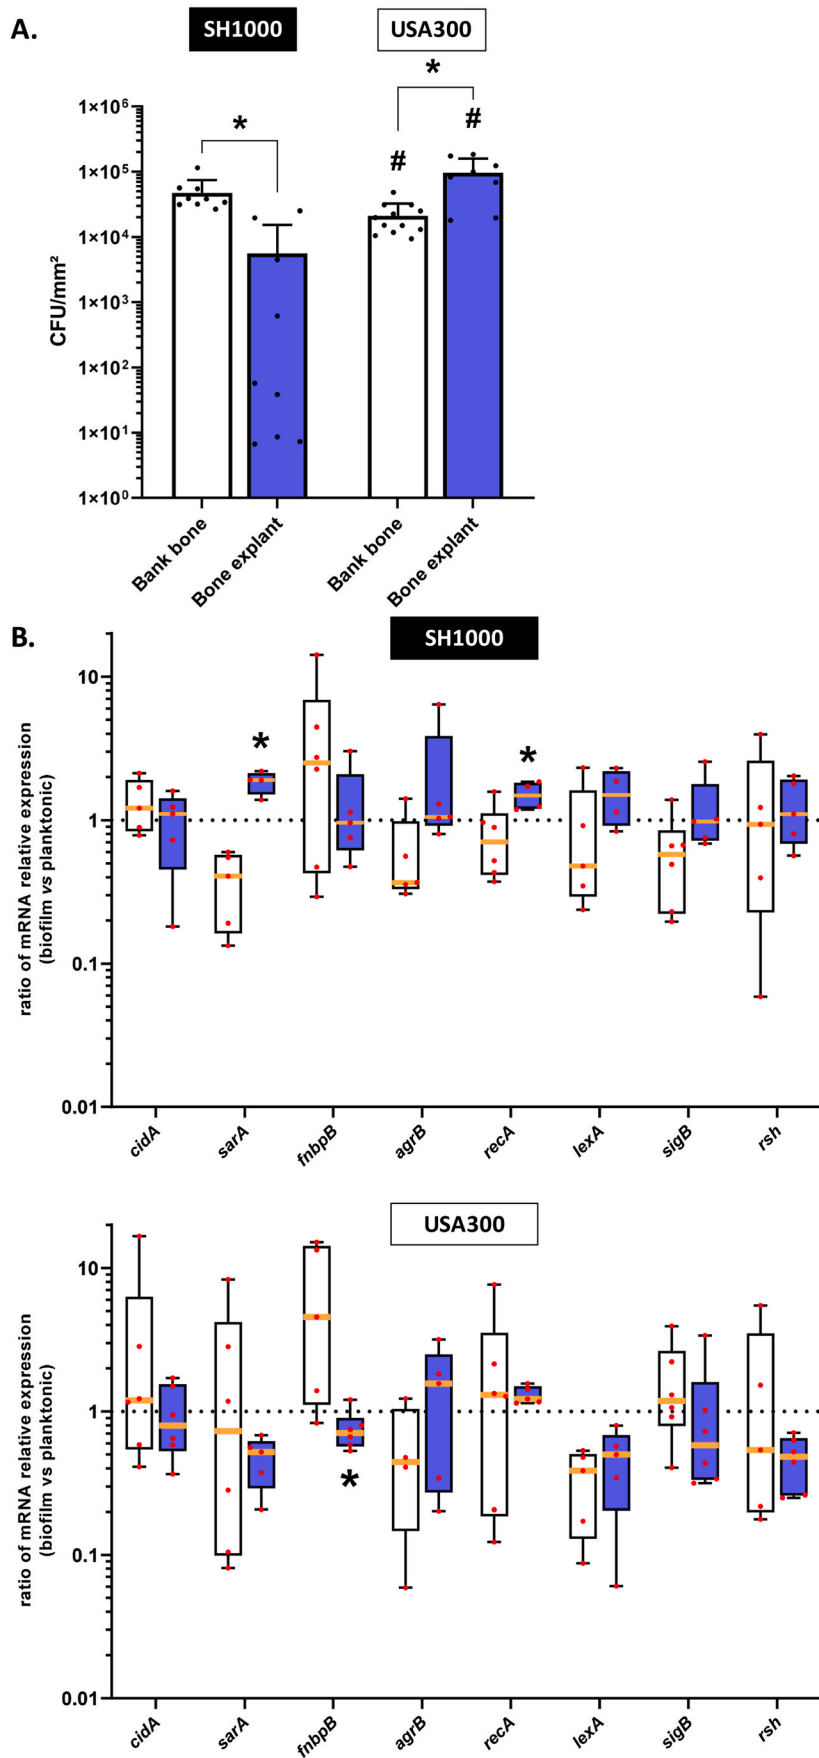 A.
SH1000
USA300
*
*
#
#
1×10⁶
1×10⁵
1×10⁴
1×10³
1×10²
1×10¹
1×10⁰
CFU/mm²
Bank bone
Bone explant
Bank bone
Bone explant
B.
SH1000
10
1
0.1
0.01
ratio of mRNA relative expression
(biofilm vs planktonic)
*
*
cidA
sarA
fnbpB
agrB
recA
lexA
sigB
rsh
USA300
10
1
0.1
0.01
ratio of mRNA relative expression
(biofilm vs planktonic)
*
cidA
sarA
fnbpB
agrB
recA
lexA
sigB
rsh